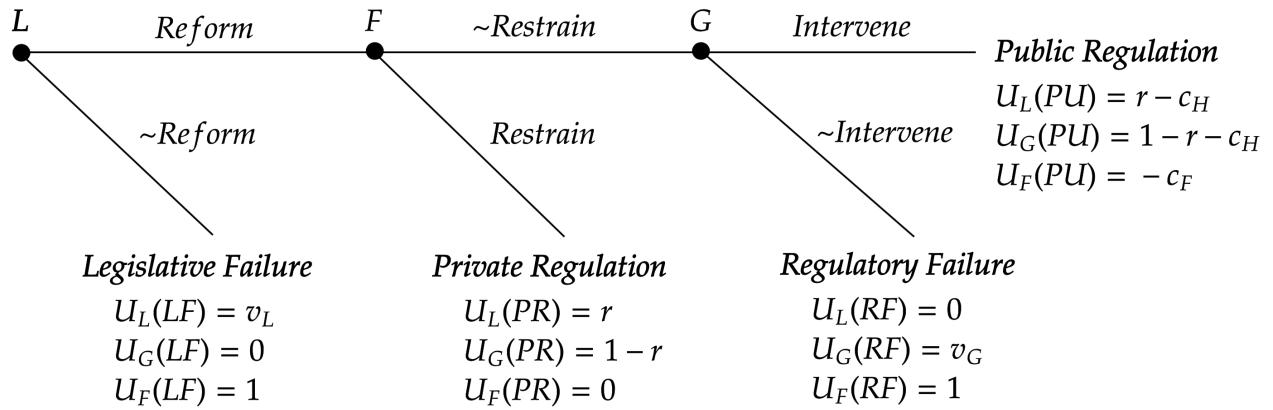 L Reform F ~Restrain G Intervene
Public Regulation
U_L(PU) = r − c_H
U_G(PU) = 1 − r − c_H
U_F(PU) = − c_F
~Reform Restrain ~Intervene
Legislative Failure
U_L(LF) = v_L
U_G(LF) = 0
U_F(LF) = 1
Private Regulation
U_L(PR) = r
U_G(PR) = 1 − r
U_F(PR) = 0
Regulatory Failure
U_L(RF) = 0
U_G(RF) = v_G
U_F(RF) = 1